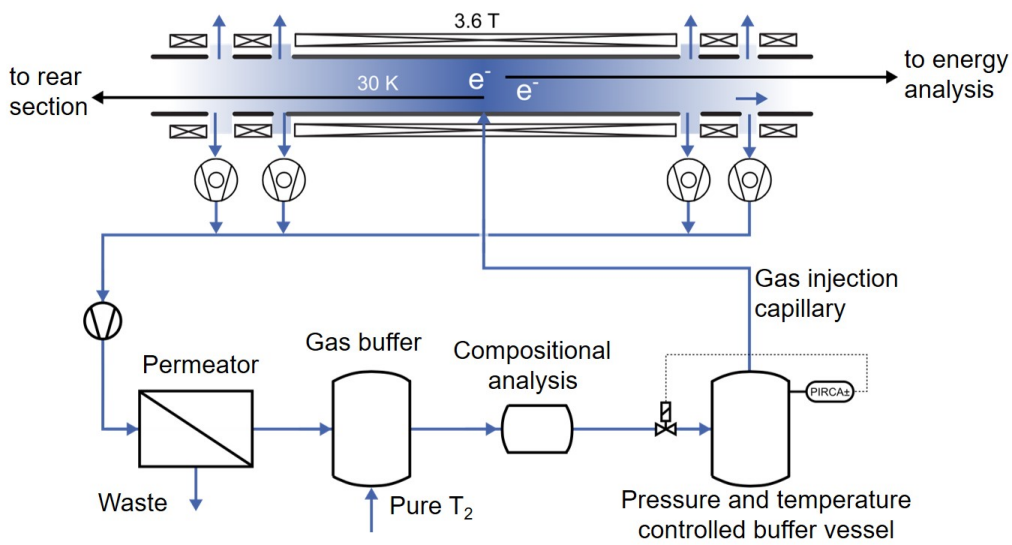 3.6 T
to rear
section
30 K
e-
e-
to energy
analysis
Gas injection
capillary
Permeator
Gas buffer
Compositional
analysis
PIRCA±
Waste
Pure T₂
Pressure and temperature
controlled buffer vessel